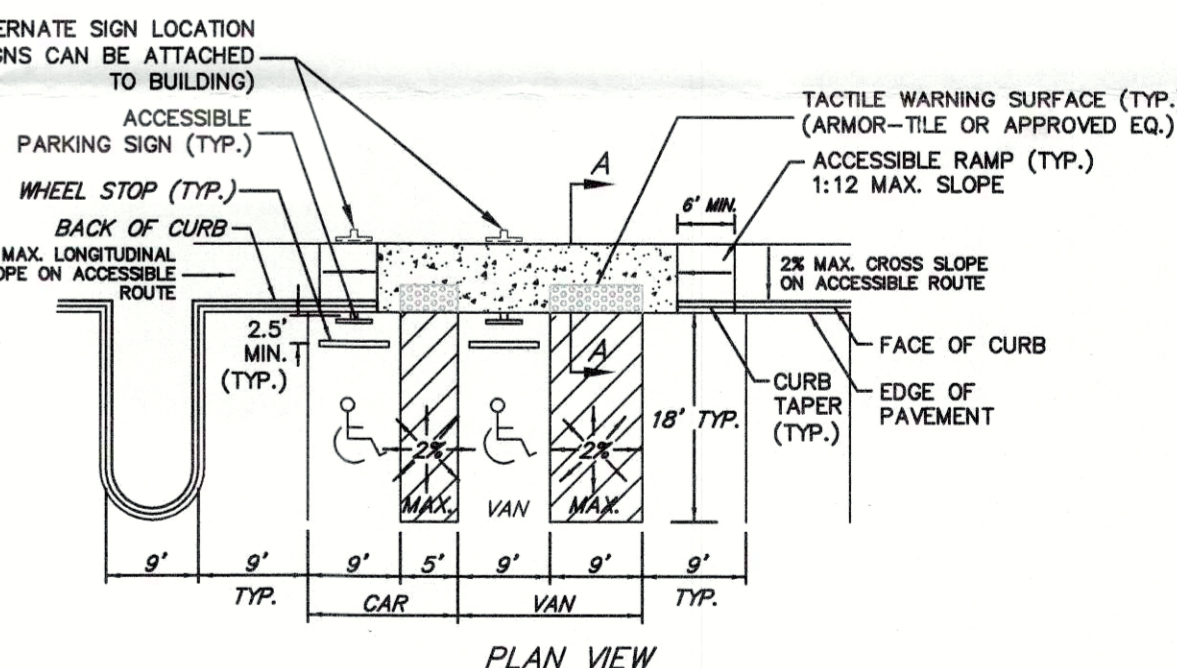 ERNATE SIGN LOCATION
GNS CAN BE ATTACHED
TO BUILDING)
ACCESSIBLE
PARKING SIGN (TYP.)
WHEEL STOP (TYP.)
BACK OF CURB
MAX. LONGITUDINAL
OPE ON ACCESSIBLE
ROUTE
2.5'
MIN.
(TYP.)
A
6' MIN.
TACTILE WARNING SURFACE (TYP.
(ARMOR-TILE OR APPROVED EQ.)
ACCESSIBLE RAMP (TYP.)
1:12 MAX. SLOPE
2% MAX. CROSS SLOPE
ON ACCESSIBLE ROUTE
A
FACE OF CURB
CURB
TAPER
(TYP.)
EDGE OF
PAVEMENT
18' TYP.
2%
MAX.
VAN
2%
MAX.
9'
9'
TYP.
9'
5'
9'
9'
9'
TYP.
CAR
VAN
PLAN VIEW